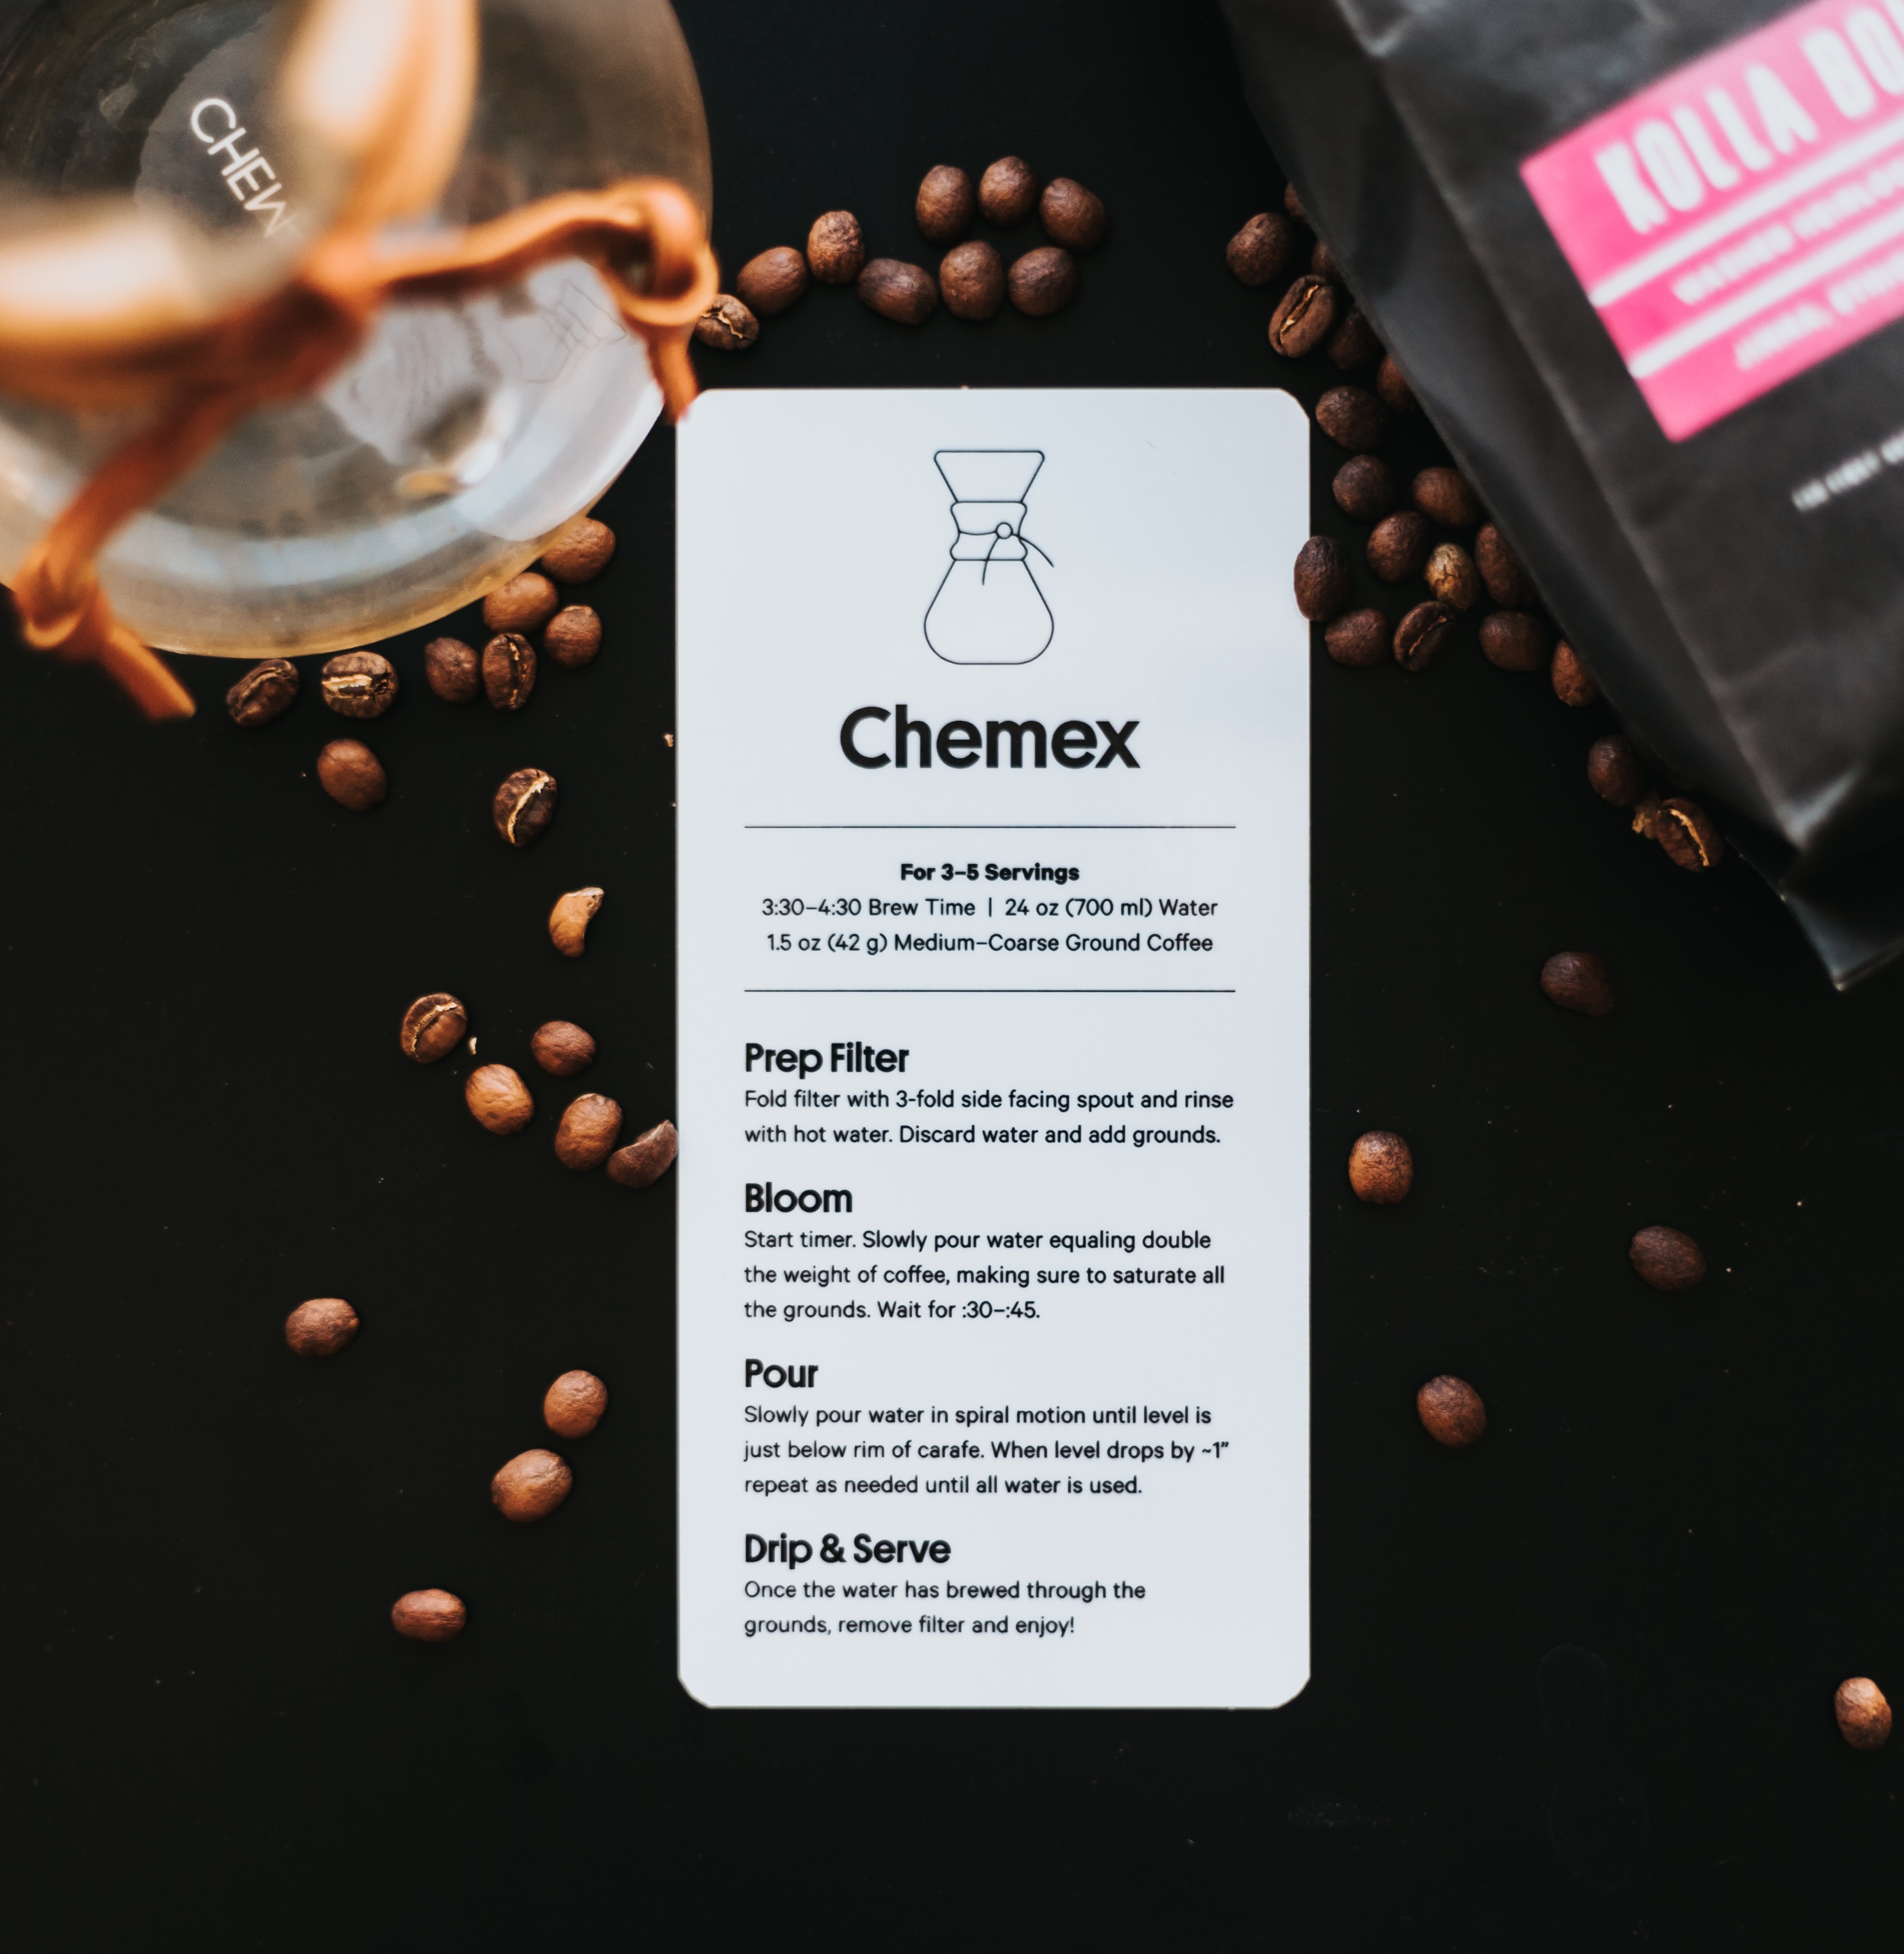 CHEM
KOLLA BO
Chemex
For 3–5 Servings
3:30–4:30 Brew Time | 24 oz (700 ml) Water
1.5 oz (42 g) Medium–Coarse Ground Coffee
Prep Filter
Fold filter with 3-fold side facing spout and rinse
with hot water. Discard water and add grounds.
Bloom
Start timer. Slowly pour water equaling double
the weight of coffee, making sure to saturate all
the grounds. Wait for :30–:45.
Pour
Slowly pour water in spiral motion until level is
just below rim of carafe. When level drops by ~1”
repeat as needed until all water is used.
Drip & Serve
Once the water has brewed through the
grounds, remove filter and enjoy!